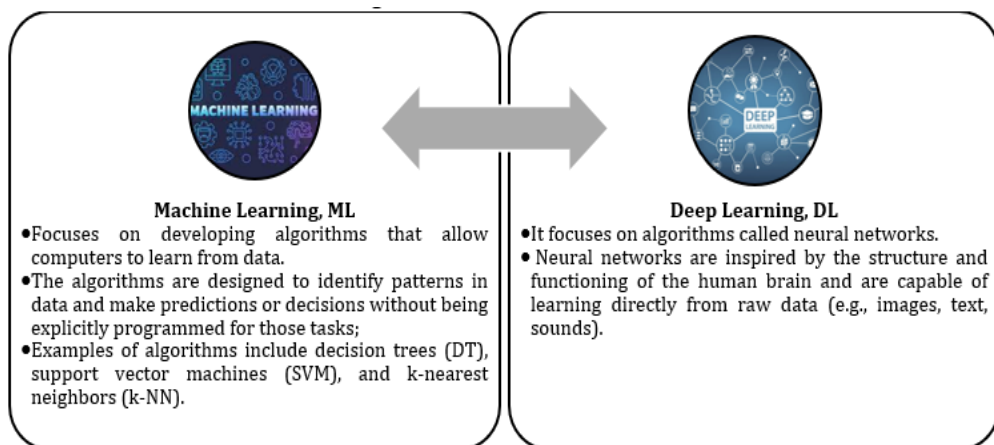 MACHINE LEARNING
Machine Learning, ML
●Focuses on developing algorithms that allow
computers to learn from data.
●The algorithms are designed to identify patterns in
data and make predictions or decisions without being
explicitly programmed for those tasks;
●Examples of algorithms include decision trees (DT),
support vector machines (SVM), and k-nearest
neighbors (k-NN).
DEEP
LEARNING
Deep Learning, DL
●It focuses on algorithms called neural networks.
● Neural networks are inspired by the structure and
functioning of the human brain and are capable of
learning directly from raw data (e.g., images, text,
sounds).